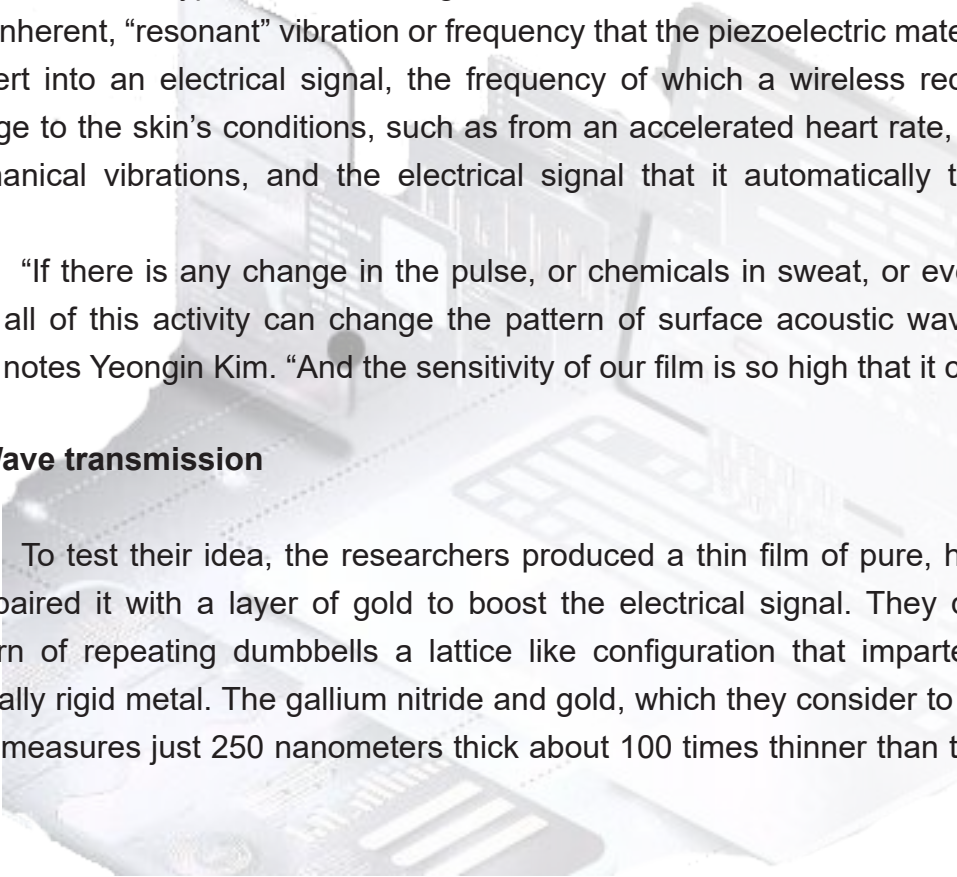 inherent, “resonant” vibration or frequency that the piezoelectric mate
ert into an electrical signal, the frequency of which a wireless rec
ge to the skin’s conditions, such as from an accelerated heart rate,
anical vibrations, and the electrical signal that it automatically t
“If there is any change in the pulse, or chemicals in sweat, or eve
all of this activity can change the pattern of surface acoustic wav
notes Yeongin Kim. “And the sensitivity of our film is so high that it c
Wave transmission
To test their idea, the researchers produced a thin film of pure, h
paired it with a layer of gold to boost the electrical signal. They
rn of repeating dumbbells a lattice like configuration that imparte
ally rigid metal. The gallium nitride and gold, which they consider to
measures just 250 nanometers thick about 100 times thinner than t